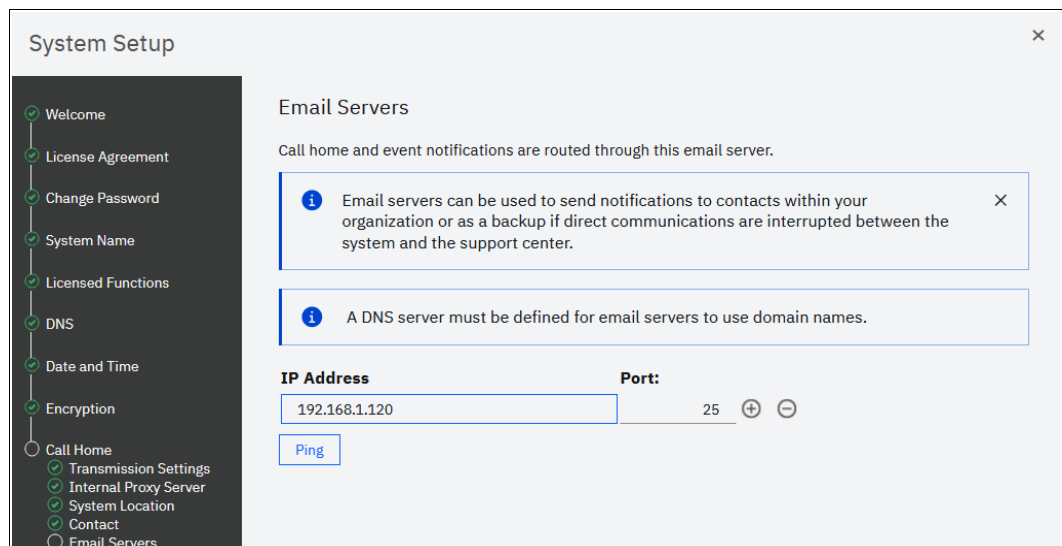 System Setup
Welcome
License Agreement
Change Password
System Name
Licensed Functions
DNS
Date and Time
Encryption
Call Home
Transmission Settings
Internal Proxy Server
System Location
Contact
Email Servers
Email Servers
Call home and event notifications are routed through this email server.
Email servers can be used to send notifications to contacts within your
organization or as a backup if direct communications are interrupted between the
system and the support center.
A DNS server must be defined for email servers to use domain names.
IP Address Port:
192.168.1.120 25
Ping